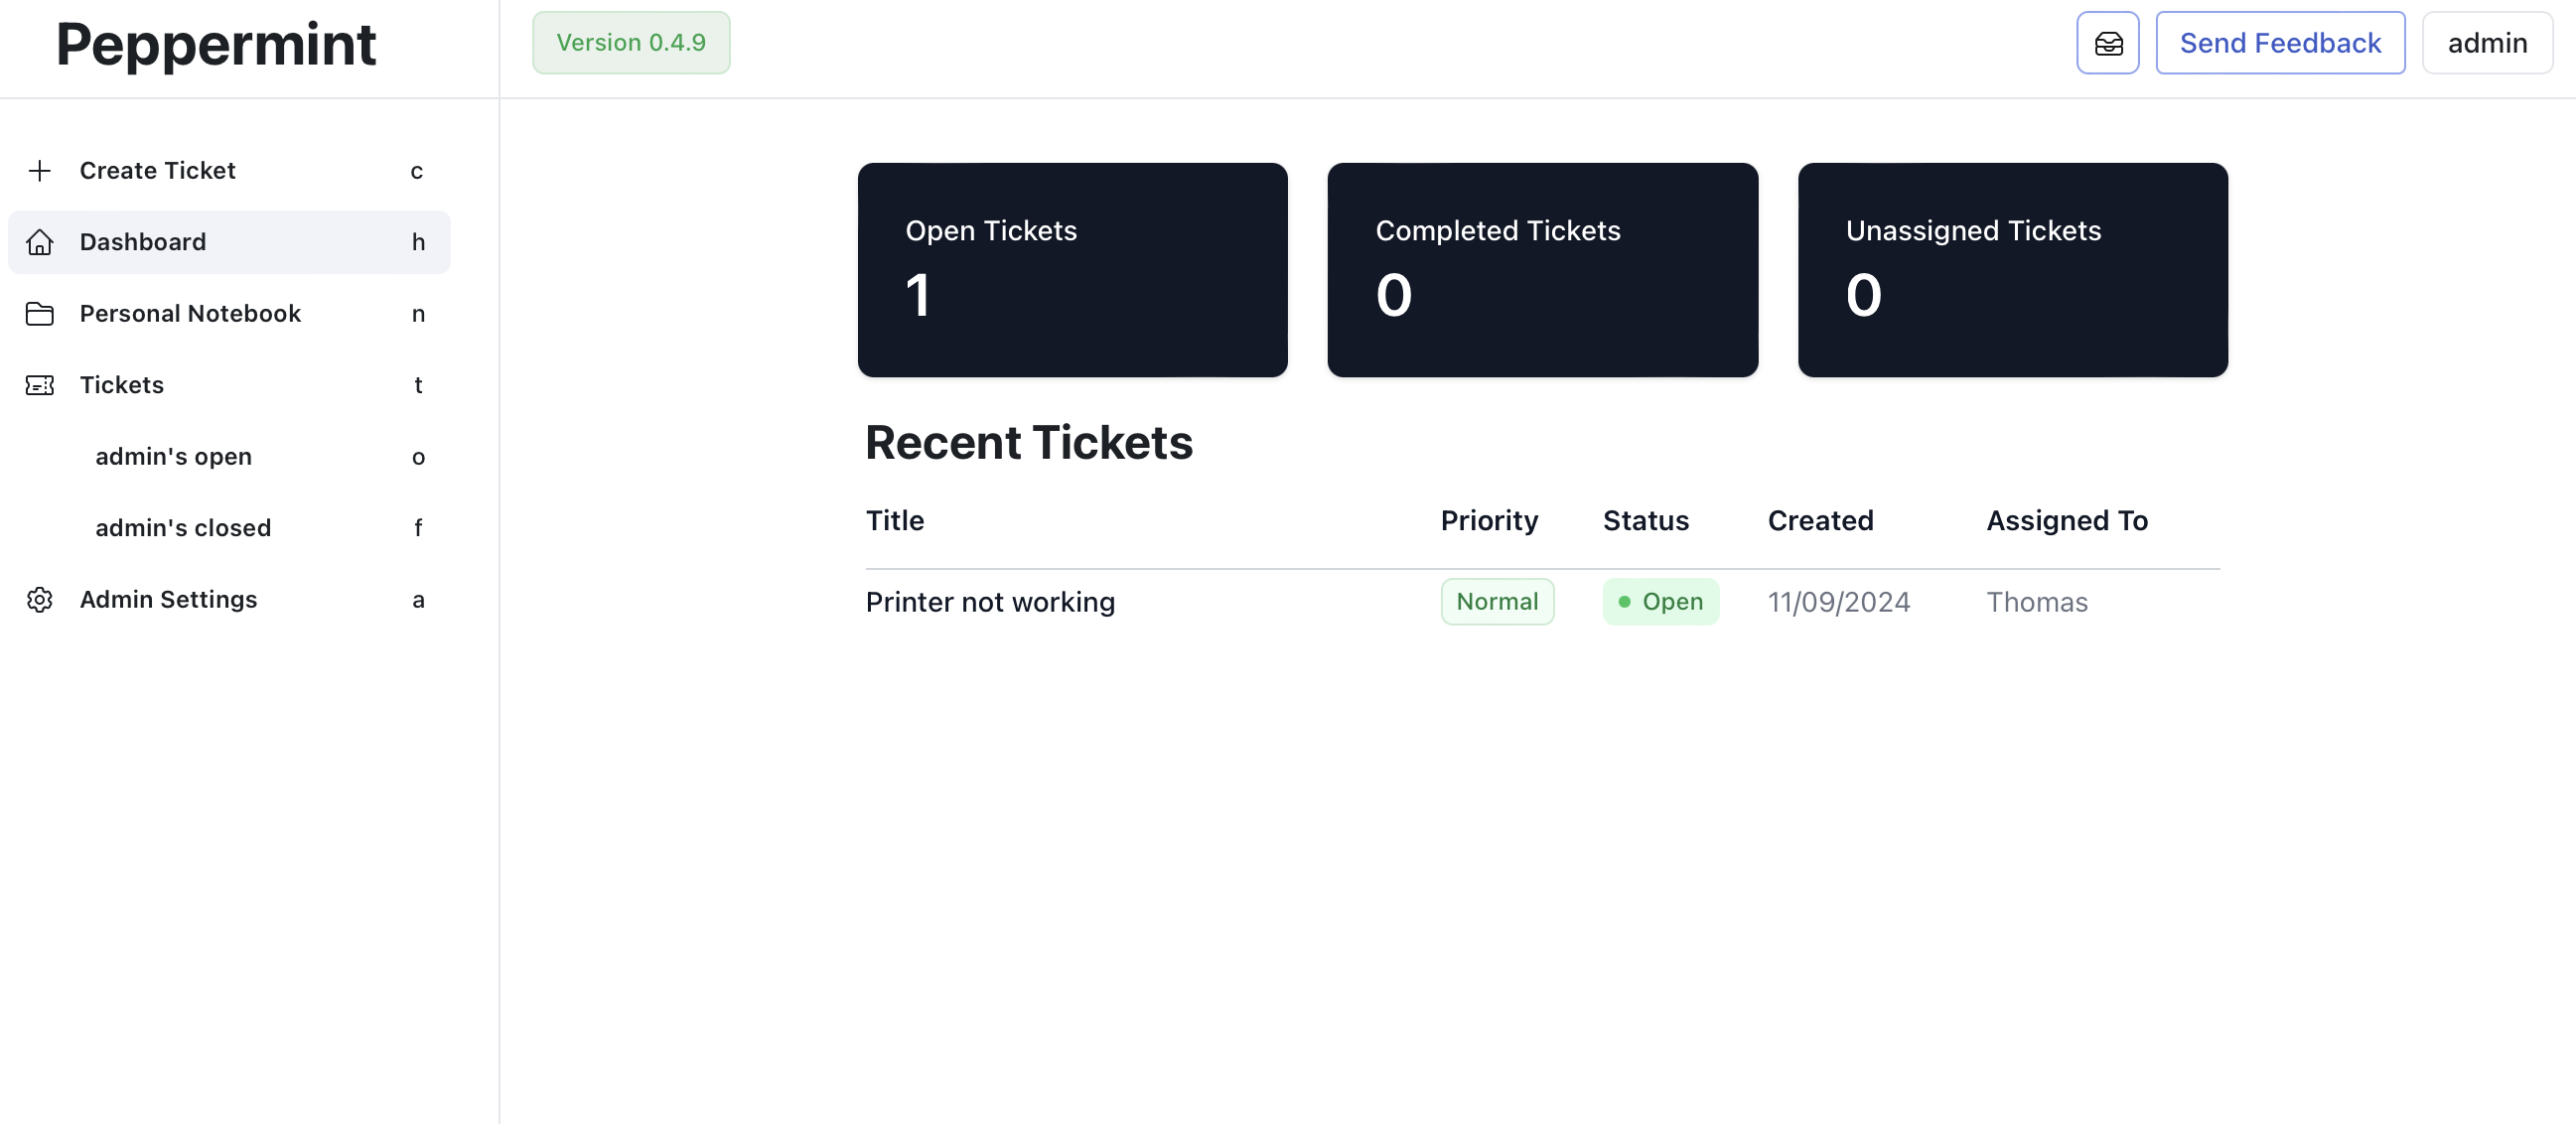 Peppermint
Version 0.4.9
Send Feedback
admin
Create Ticket c
Dashboard h
Personal Notebook n
Tickets t
admin's open o
admin's closed f
Admin Settings a
Open Tickets
1
Completed Tickets
0
Unassigned Tickets
0
Recent Tickets
Title Priority Status Created Assigned To
Printer not working Normal Open 11/09/2024 Thomas